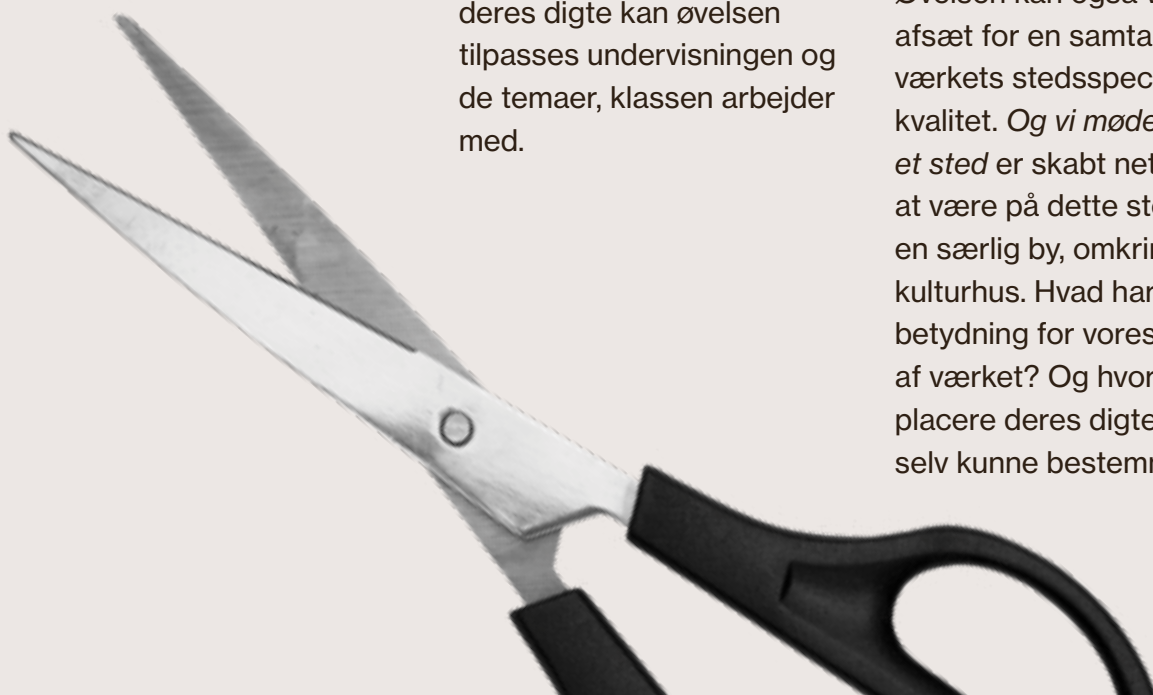 deres digte kan øvelsen
tilpasses undervisningen og
de temaer, klassen arbejder
med.
afsæt for en samta
værkets stedsspec
kvalitet. Og vi møde
et sted er skabt net
at være på dette st
en særlig by, omkri
kulturhus. Hvad har
betydning for vores
af værket? Og hvor
placere deres digte
selv kunne bestem